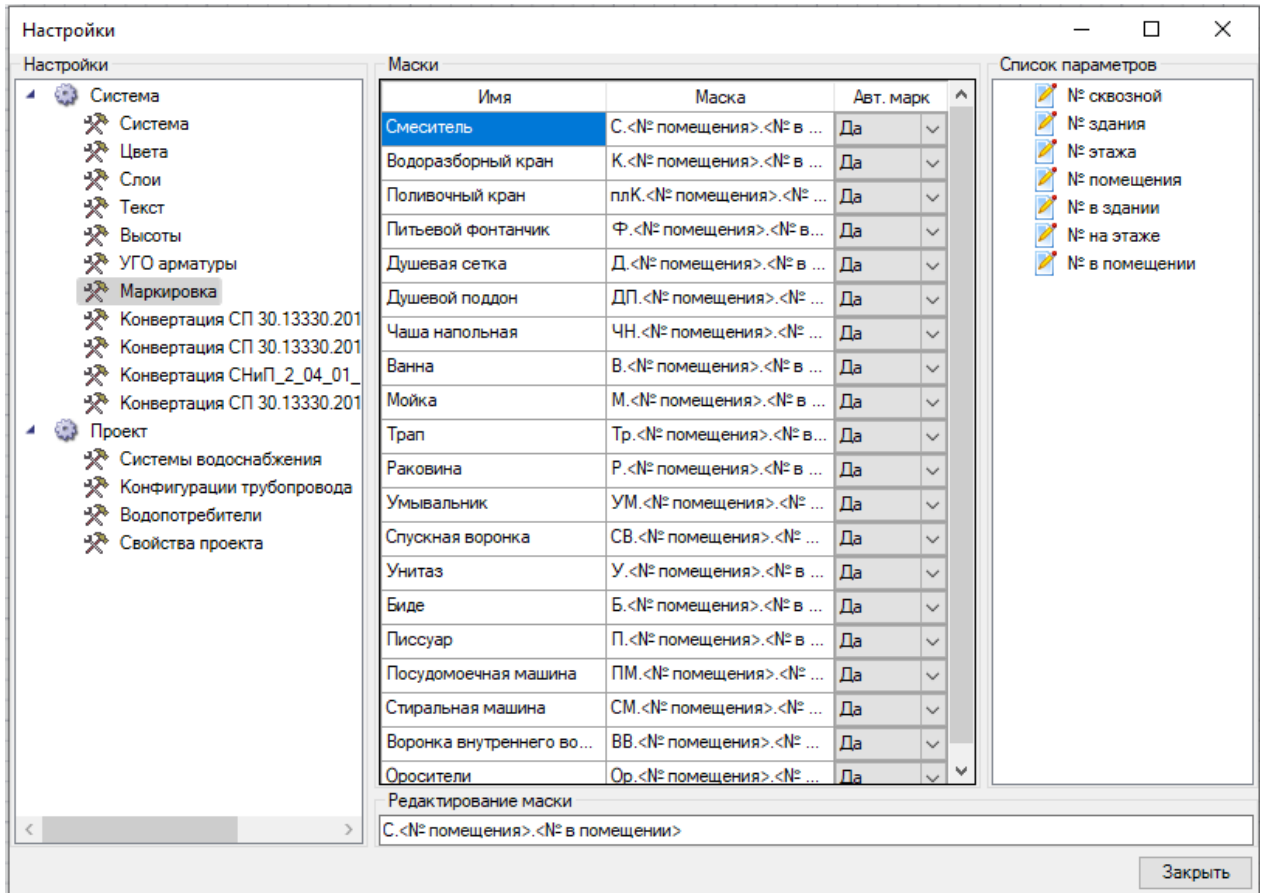 Настройки
Настройки
Система
Система
Цвета
Слои
Текст
Высоты
УГО арматуры
Маркировка
Конвертация СП 30.13330.201
Конвертация СП 30.13330.201
Конвертация СНиП_2_04_01_
Конвертация СП 30.13330.201
Проект
Системы водоснабжения
Конфигурации трубопровода
Водопотребители
Свойства проекта
Маски
Имя Маска Авт. марк
Смеситель С.<№ помещения>.<№ в ... Да
Водоразборный кран К.<№ помещения>.<№ в ... Да
Поливочный кран плК.<№ помещения>.<№ ... Да
Питьевой фонтанчик Ф.<№ помещения>.<№ в... Да
Душевая сетка Д.<№ помещения>.<№ в ... Да
Душевой поддон ДП.<№ помещения>.<№ ... Да
Чаша напольная ЧН.<№ помещения>.<№ ... Да
Ванна В.<№ помещения>.<№ в ... Да
Мойка М.<№ помещения>.<№ в ... Да
Трап Тр.<№ помещения>.<№ в... Да
Раковина Р.<№ помещения>.<№ в ... Да
Умывальник УМ.<№ помещения>.<№ ... Да
Спускная воронка СВ.<№ помещения>.<№ ... Да
Унитаз У.<№ помещения>.<№ в ... Да
Биде Б.<№ помещения>.<№ в ... Да
Писсуар П.<№ помещения>.<№ в ... Да
Посудомоечная машина ПМ.<№ помещения>.<№ ... Да
Стиральная машина СМ.<№ помещения>.<№ ... Да
Воронка внутреннего во... ВВ.<№ помещения>.<№ ... Да
Оросители Ор.<№ помещения>.<№ ... Да
Редактирование маски
С.<№ помещения>.<№ в помещении>
Список параметров
№ сквозной
№ здания
№ этажа
№ помещения
№ в здании
№ на этаже
№ в помещении
Закрыть